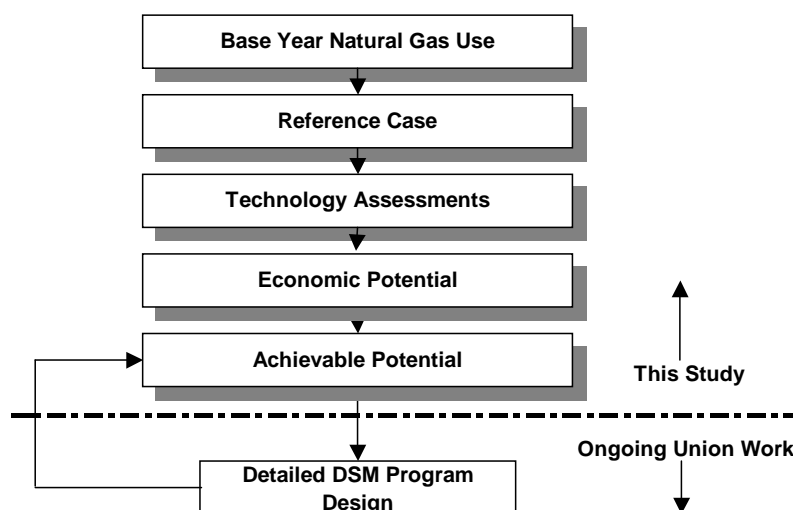 Base Year Natural Gas Use
Reference Case
Technology Assessments
Economic Potential
Achievable Potential
This Study
Ongoing Union Work
Detailed DSM Program
Design